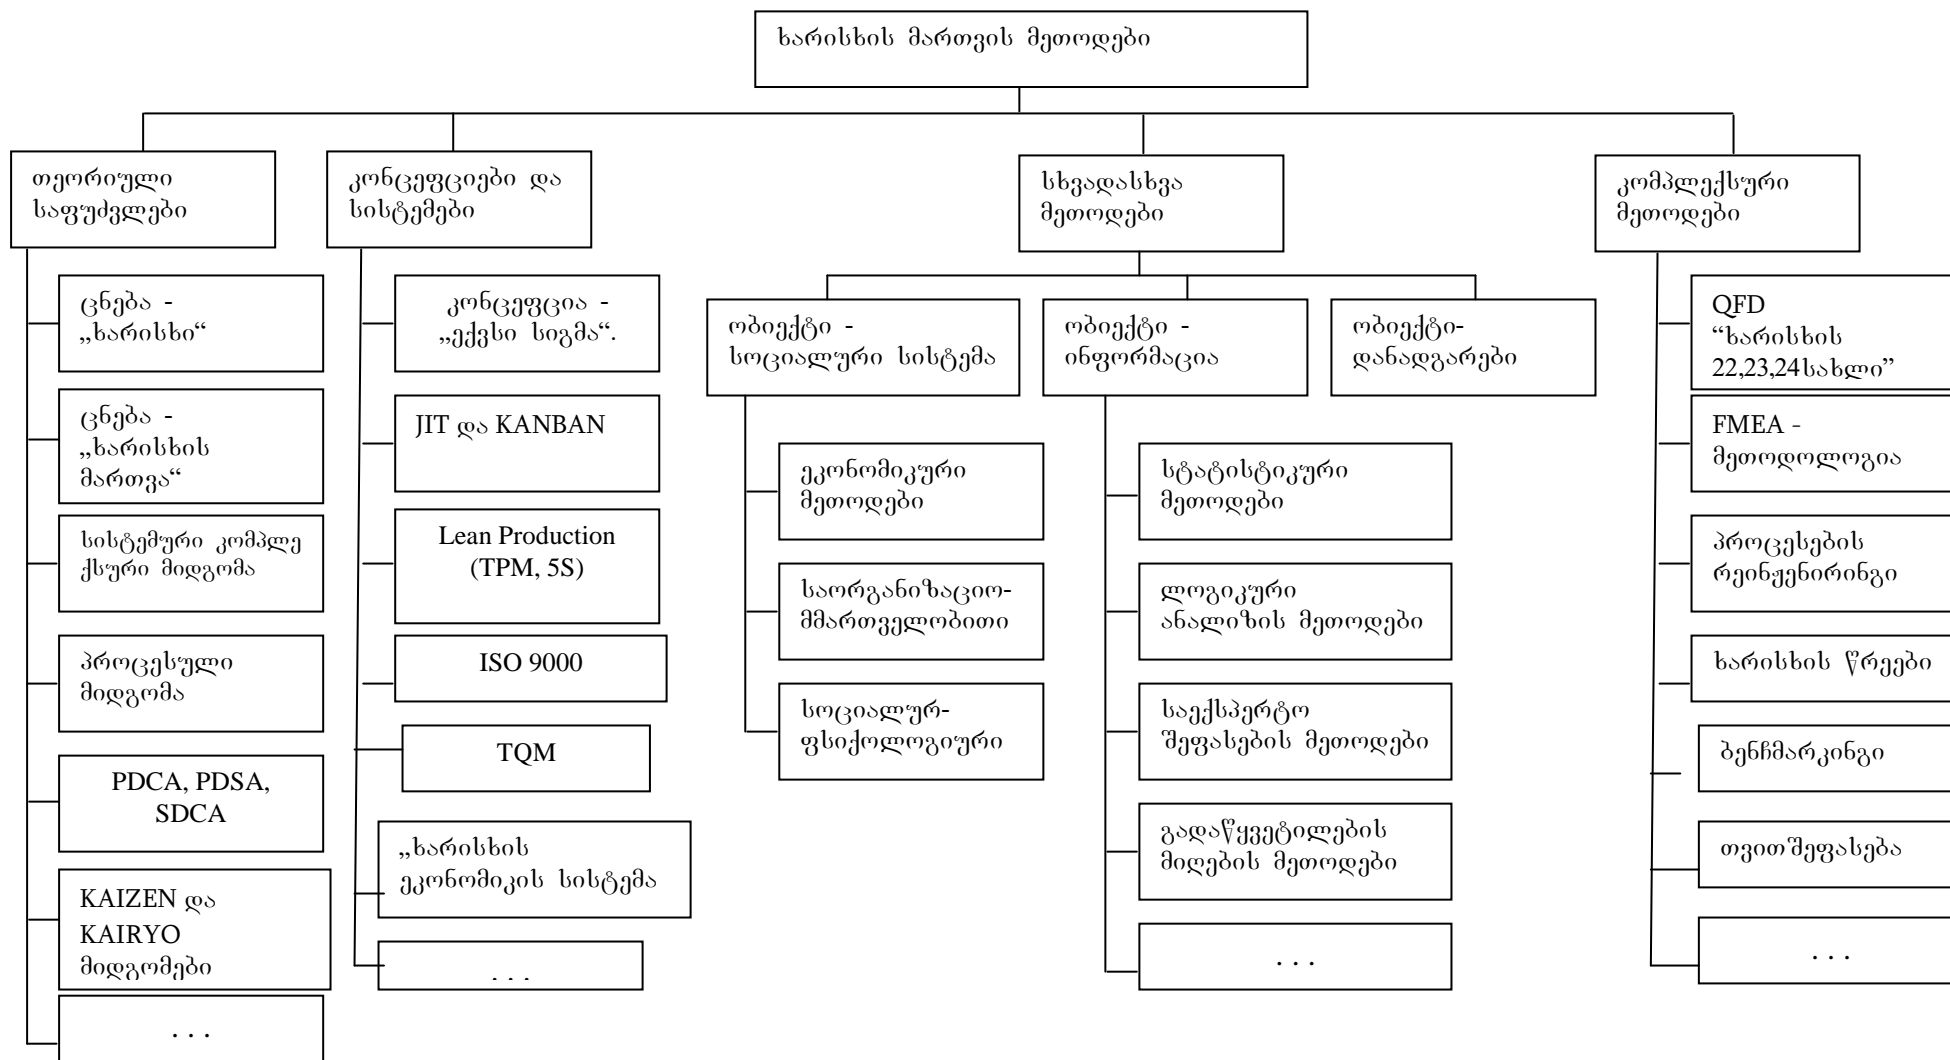 ხარისხის მართვის მეთოდები
თეორიული
საფუძვლები
ცნება -
„ხარისხი“
ცნება -
„ხარისხის
მართვა“
სისტემური კომპლე
ქსური მიდგომა
პროცესული
მიდგომა
PDCA, PDSA,
SDCA
KAIZEN და
KAIRYO
მიდგომები
. . .
კონცეფციები და
სისტემები
კონცეფცია -
„ექვსი სიგმა“.
JIT და KANBAN
Lean Production
(TPM, 5S)
ISO 9000
TQM
„ხარისხის
ეკონომიკის სისტემა
. . .
სხვადასხვა
მეთოდები
ობიექტი -
სოციალური სისტემა
ეკონომიკური
მეთოდები
საორგანიზაციო-
მმართველობითი
სოციალურ-
ფსიქოლოგიური
ობიექტი -
ინფორმაცია
სტატისტიკური
მეთოდები
ლოგიკური
ანალიზის მეთოდები
საექსპერტო
შეფასების მეთოდები
გადაწყვეტილების
მიღების მეთოდები
. . .
ობიექტი-
დანადგარები
კომპლექსური
მეთოდები
QFD
“ხარისხის
22,23,24სახლი”
FMEA -
მეთოდოლოგია
პროცესების
რეინჟენირინგი
ხარისხის წრეები
ბენჩმარკინგი
თვითშეფასება
. . .